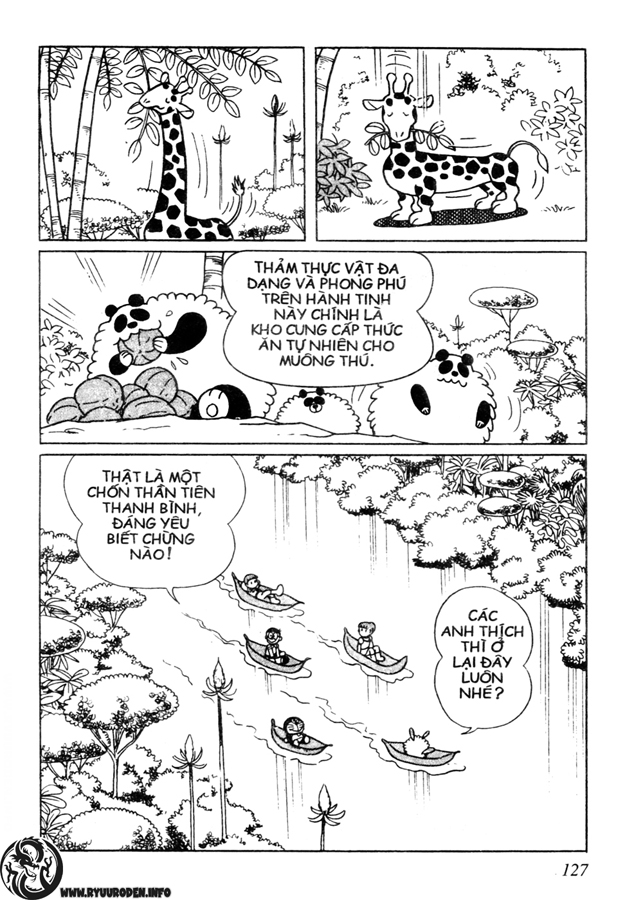 THẢM THỰC VẬT ĐA
DẠNG VÀ PHONG PHÚ
TRÊN HÀNH TINH
NÀY CHÍNH LÀ
KHO CUNG CẤP THỨC
ĂN TỰ NHIÊN CHO
MUÔNG THÚ.
THẬT LÀ MỘT
CHỐN THẦN TIÊN
THANH BÌNH,
ĐÁNG YÊU
BIẾT CHỪNG
NÀO!
CÁC
ANH THÍCH
THÌ Ở
LẠI ĐÂY
LUÔN
NHÉ?
127
WWW.RYUURODEN.INFO